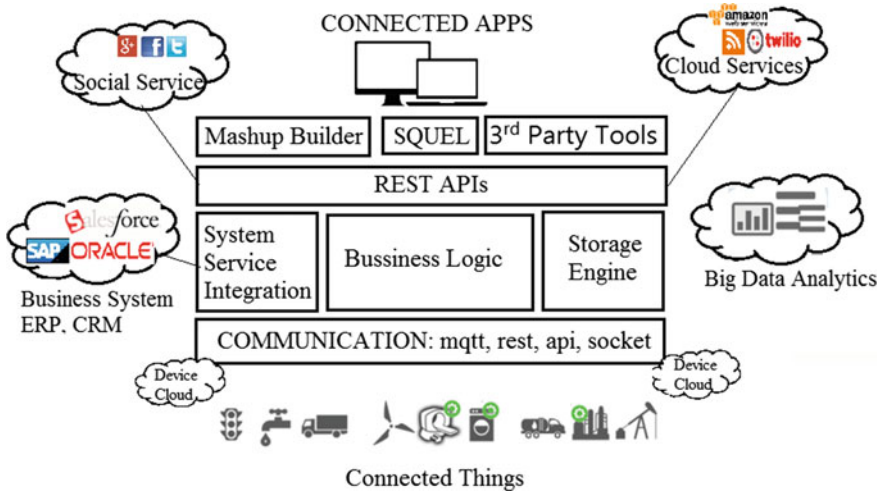 CONNECTED APPS
g+ f t
Social Service
amazon
web services
twilio
Cloud Services
Mashup Builder
SQUEL
3rd Party Tools
REST APIs
salesforce
SAP ORACLE
Business System
ERP, CRM
System
Service
Integration
Bussiness Logic
Storage
Engine
Big Data Analytics
COMMUNICATION: mqtt, rest, api, socket
Device
Cloud
Device
Cloud
Connected Things